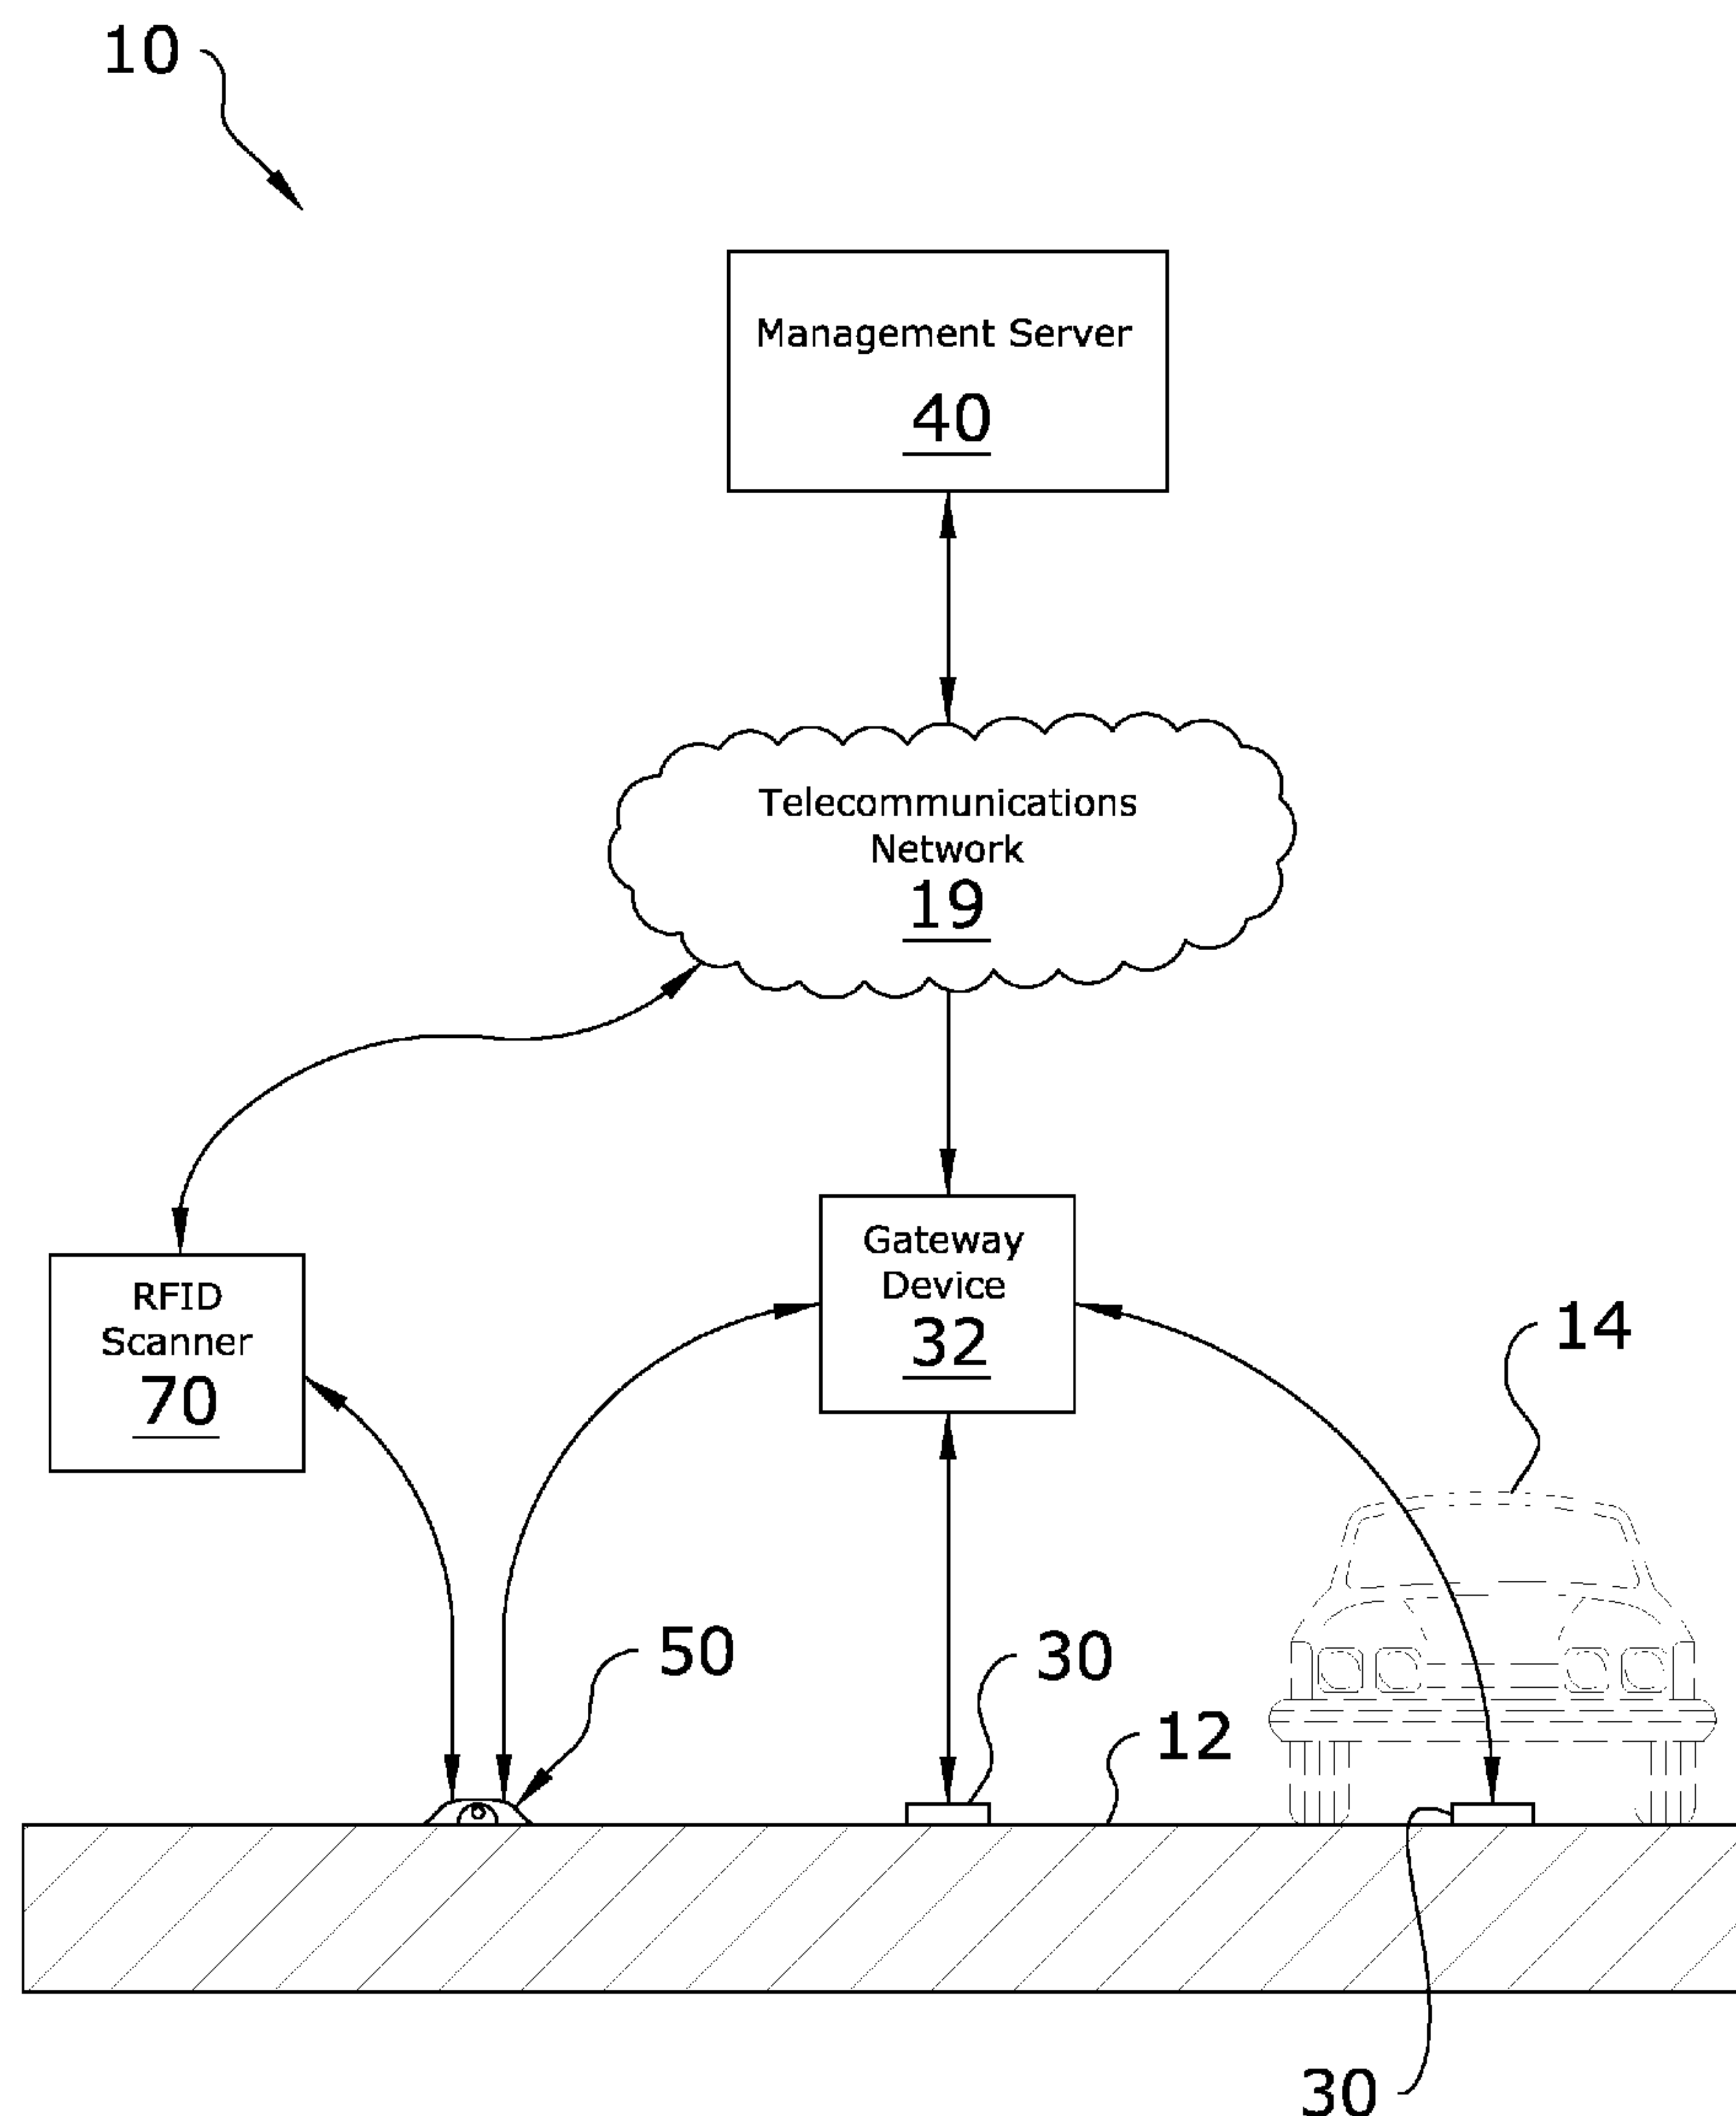 10
Management Server
40
Telecommunications
Network
19
Gateway
Device
32
RFID
Scanner
70
14
50
30
12
30